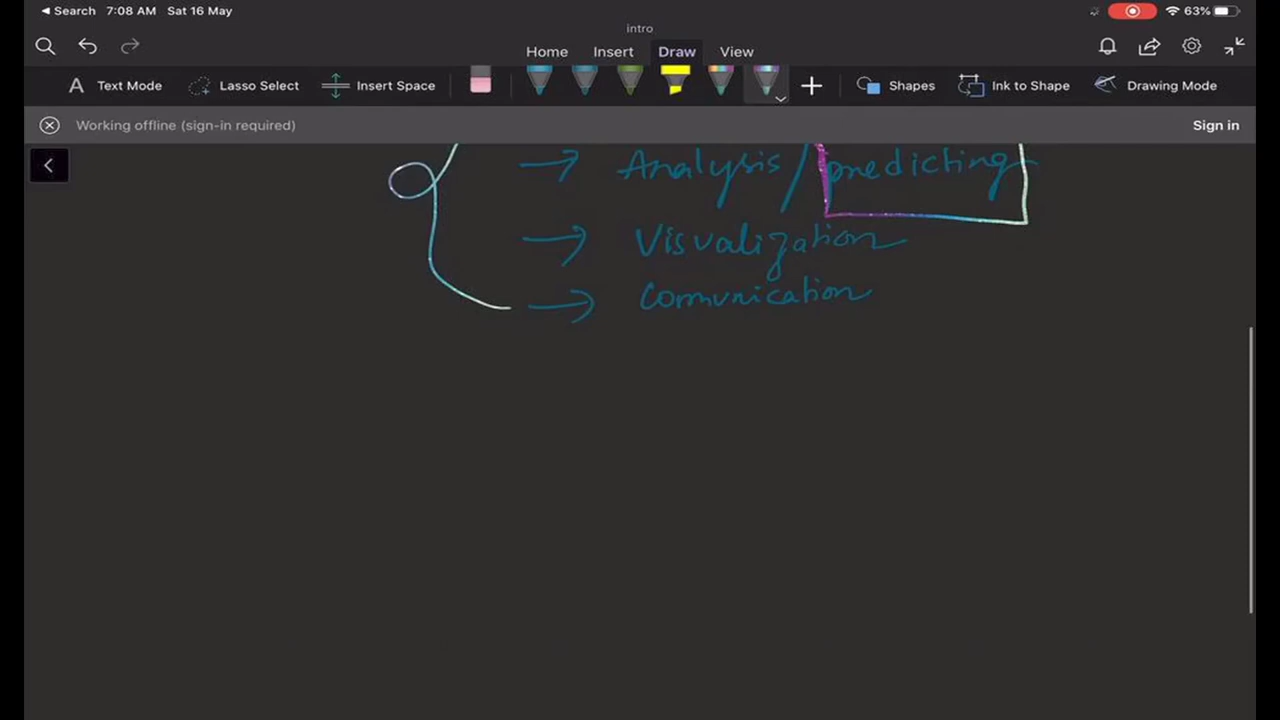 Search 7:08 AM Sat 16 May 63%
intro
Home Insert Draw View
Text Mode Lasso Select Insert Space Shapes Ink to Shape Drawing Mode
Working offline (sign-in required) Sign in
→ Analysis/predicting
→ Visualization
→ Comunication